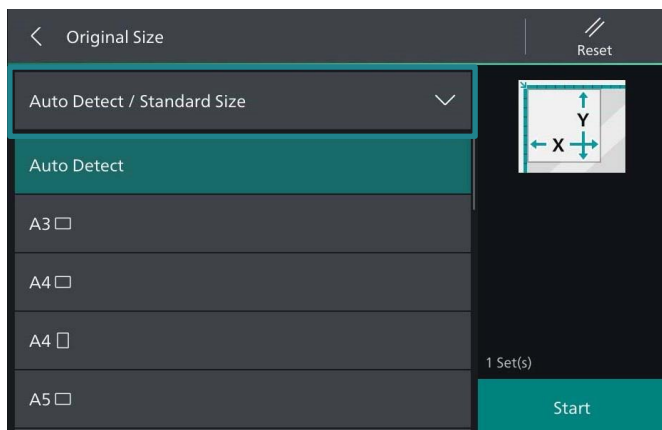 Original Size
Reset
Auto Detect / Standard Size
Auto Detect
A3
A4
A4
A5
Y
X
1 Set(s)
Start